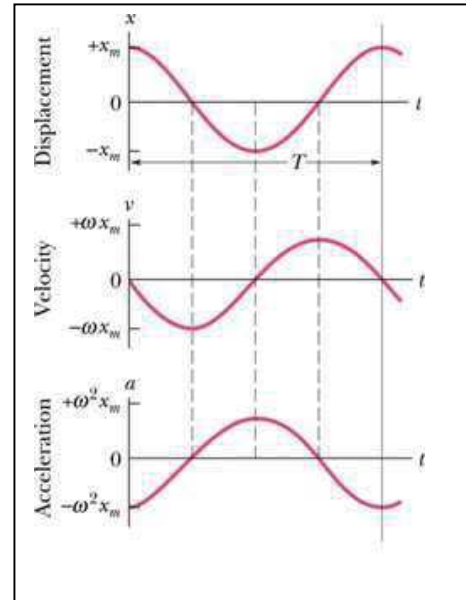 x
+x_m
0
t
−x_m
T
Displacement
v
+ωx_m
0
t
−ωx_m
Velocity
a
+ω²x_m
0
t
−ω²x_m
Acceleration